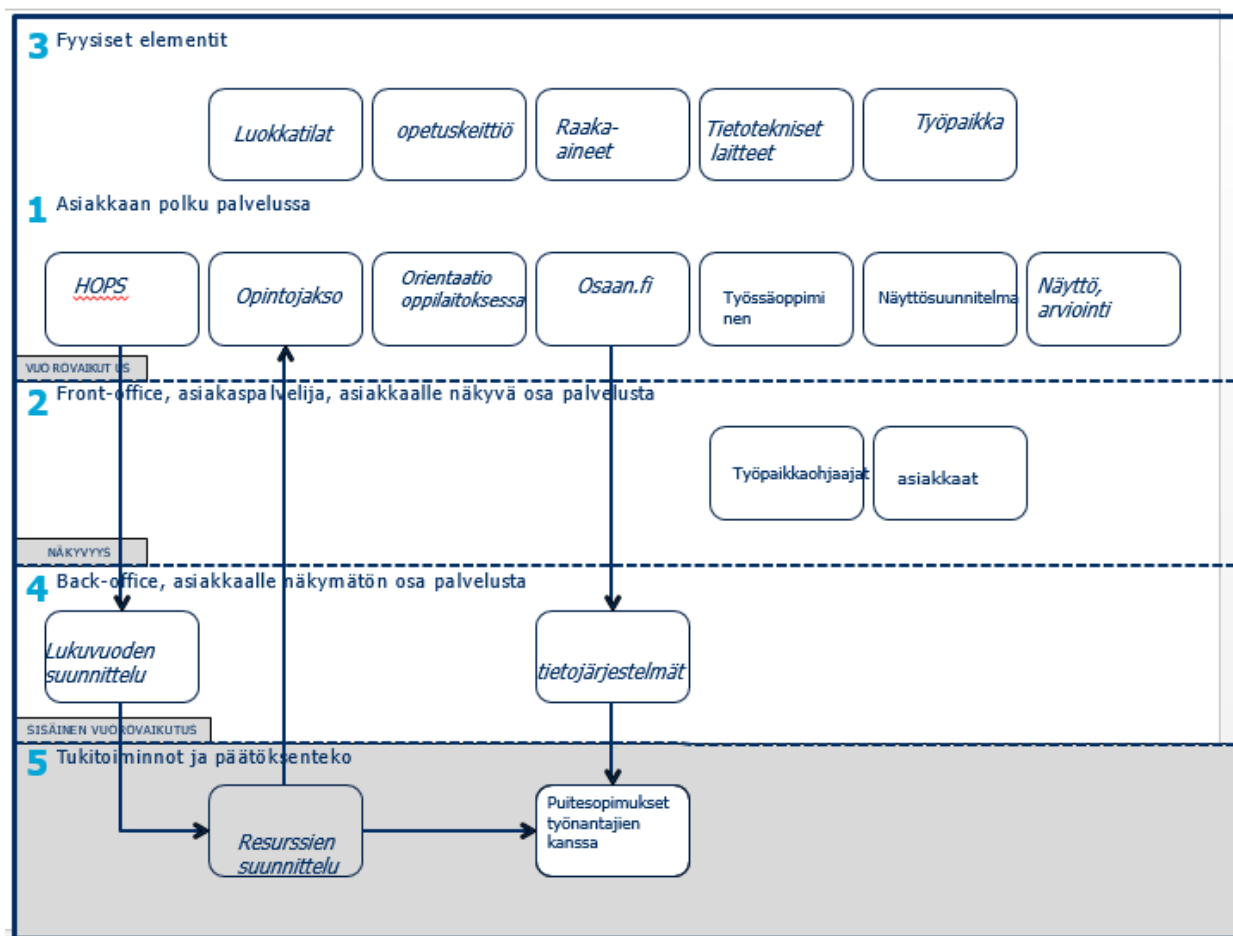 3 Fyysiset elementit
Luokkatilat
opetuskeittiö
Raaka-
aineet
Tietotekniset
laitteet
Työpaikka
1 Asiakkaan polku palvelussa
HOPS
Opintojakso
Orientaatio
oppilaitoksessa
Osaan.fi
Työssäoppimi
nen
Näyttösuunnitelma
Näyttö,
arviointi
VUOROVAIKUTUS
2 Front-office, asiakaspalvelija, asiakkaalle näkyvä osa palvelusta
Työpaikkaohjaajat
asiakkaat
NÄKYVYYS
4 Back-office, asiakkaalle näkymätön osa palvelusta
Lukuvuoden
suunnittelu
tietojärjestelmät
SISÄINEN VUOROVAIKUTUS
5 Tukitoiminnot ja päätöksenteko
Resurssien
suunnittelu
Puitesopimukset
työnantajien
kanssa